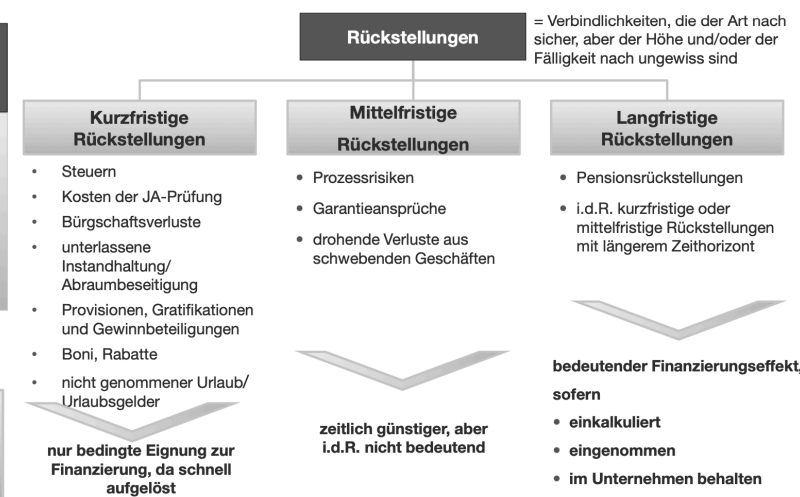 Rückstellungen
= Verbindlichkeiten, die der Art nach
sicher, aber der Höhe und/oder der
Fälligkeit nach ungewiss sind
Kurzfristige
Rückstellungen
• Steuern
• Kosten der JA-Prüfung
• Bürgschaftsverluste
• unterlassene
Instandhaltung/
Abraumbeseitigung
• Provisionen, Gratifikationen
und Gewinnbeteiligungen
• Boni, Rabatte
• nicht genommener Urlaub/
Urlaubsgelder
nur bedingte Eignung zur
Finanzierung, da schnell
aufgelöst
Mittelfristige
Rückstellungen
• Prozessrisiken
• Garantieansprüche
• drohende Verluste aus
schwebenden Geschäften
zeitlich günstiger, aber
i.d.R. nicht bedeutend
Langfristige
Rückstellungen
• Pensionsrückstellungen
• i.d.R. kurzfristige oder
mittelfristige Rückstellungen
mit längerem Zeithorizont
bedeutender Finanzierungseffekt,
sofern
• einkalkuliert
• eingenommen
• im Unternehmen behalten